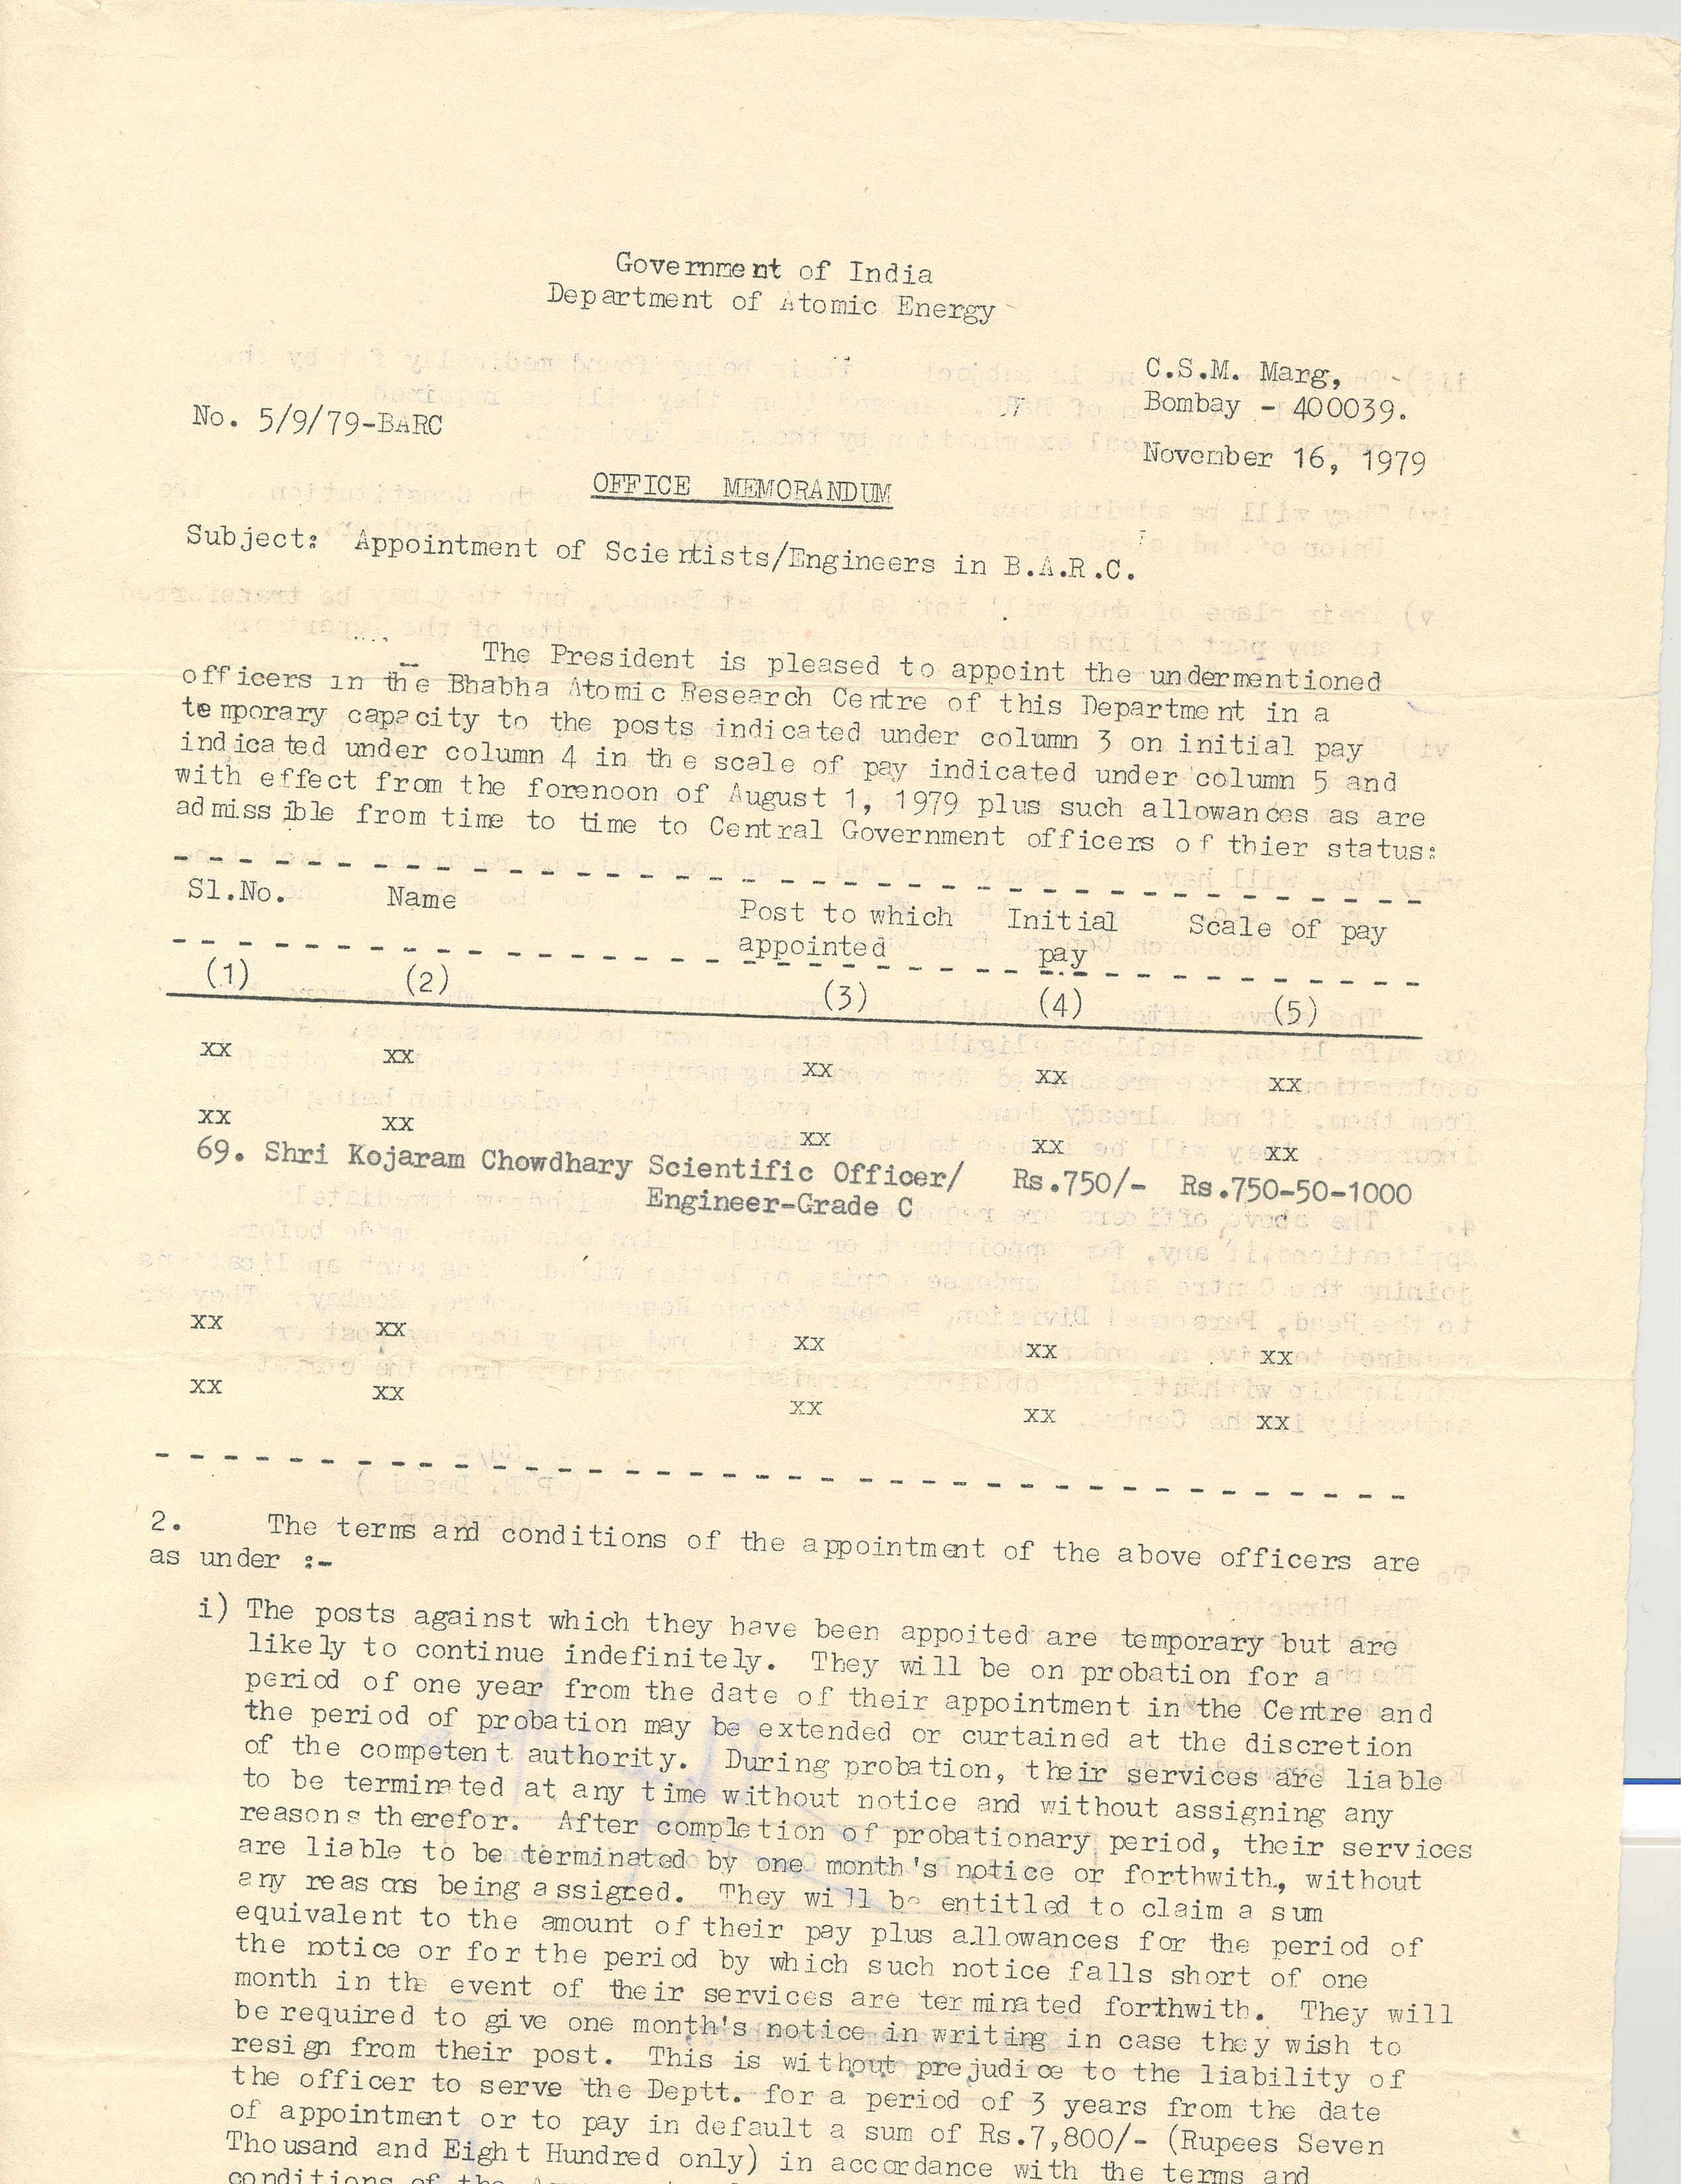 Government of India
Department of Atomic Energy
C.S.M. Marg,
Bombay - 400039.
No. 5/9/79-BARC
November 16, 1979
OFFICE MEMORANDUM
Subject: Appointment of Scientists/Engineers in B.A.R.C.
The President is pleased to appoint the undermentioned
officers in the Bhabha Atomic Research Centre of this Department in a
temporary capacity to the posts indicated under column 3 on initial pay
indicated under column 4 in the scale of pay indicated under column 5 and
with effect from the forenoon of August 1, 1979 plus such allowances as are
admissible from time to time to Central Government officers of thier status:
Sl.No. Name Post to which Initial Scale of pay
appointed pay
(1) (2) (3) (4) (5)
xx xx xx xx xx
xx xx xx xx xx
69. Shri Kojaram Chowdhary Scientific Officer/ Rs.750/- Rs.750-50-1000
Engineer-Grade C
xx xx xx xx xx
xx xx xx xx xx
2. The terms and conditions of the appointment of the above officers are
as under :-
i) The posts against which they have been appoited are temporary but are
likely to continue indefinitely. They will be on probation for a
period of one year from the date of their appointment in the Centre and
the period of probation may be extended or curtained at the discretion
of the competent authority. During probation, their services are liable
to be terminated at any time without notice and without assigning any
reasons therefor. After completion of probationary period, their services
are liable to be terminated by one month's notice or forthwith, without
any reasons being assigned. They will be entitled to claim a sum
equivalent to the amount of their pay plus allowances for the period of
the notice or for the period by which such notice falls short of one
month in the event of their services are terminated forthwith. They will
be required to give one month's notice in writing in case they wish to
resign from their post. This is without prejudice to the liability of
the officer to serve the Deptt. for a period of 3 years from the date
of appointment or to pay in default a sum of Rs.7,800/- (Rupees Seven
Thousand and Eight Hundred only) in accordance with the terms and
conditions of the